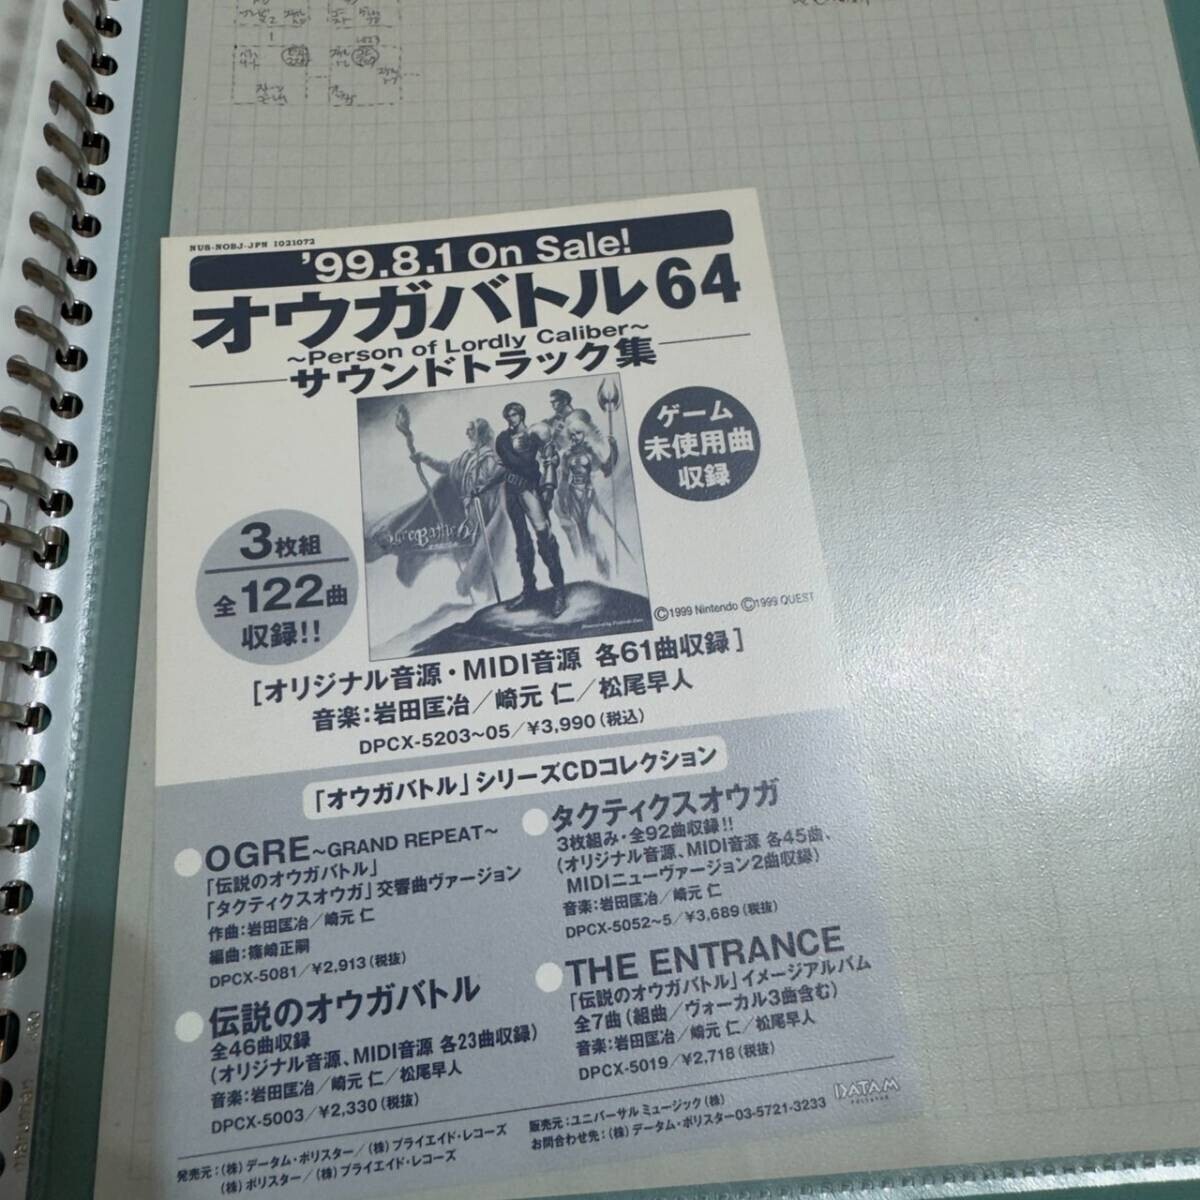 NUS-NOBJ-JPN 1021072
'99.8.1 On Sale!
オウガバトル64
～Person of Lordly Caliber～
サウンドトラック集
ゲーム
未使用曲
収録
3枚組
全122曲
収録!!
OgreBattle64
©1999 Nintendo ©1999 QUEST
[オリジナル音源・MIDI音源 各61曲収録]
音楽:岩田匡治／崎元 仁／松尾早人
DPCX-5203～05／¥3,990(税込)
「オウガバトル」シリーズCDコレクション
OGRE～GRAND REPEAT～
「伝説のオウガバトル」
「タクティクスオウガ」交響曲ヴァージョン
作曲:岩田匡治／崎元 仁
編曲:篠崎正嗣
DPCX-5081／¥2,913(税抜)
伝説のオウガバトル
全46曲収録
(オリジナル音源、MIDI音源 各23曲収録)
音楽:岩田匡治／崎元 仁／松尾早人
DPCX-5003／¥2,330(税抜)
タクティクスオウガ
3枚組み・全92曲収録!!
(オリジナル音源、MIDI音源 各45曲、
MIDIニューヴァージョン2曲収録)
音楽:岩田匡治／崎元 仁
DPCX-5052～5／¥3,689(税抜)
THE ENTRANCE
「伝説のオウガバトル」イメージアルバム
全7曲(組曲／ヴォーカル3曲含む)
音楽:岩田匡治／崎元 仁／松尾早人
DPCX-5019／¥2,718(税抜)
DATAM
POLYSTAR
発売元:(株)データム・ポリスター／(株)プライエイド・レコーズ
(株)ポリスター／(株)プライエイド・レコーズ
販売元:ユニバーサル ミュージック(株)
お問合わせ先:(株)データム・ポリスター03-5721-3233